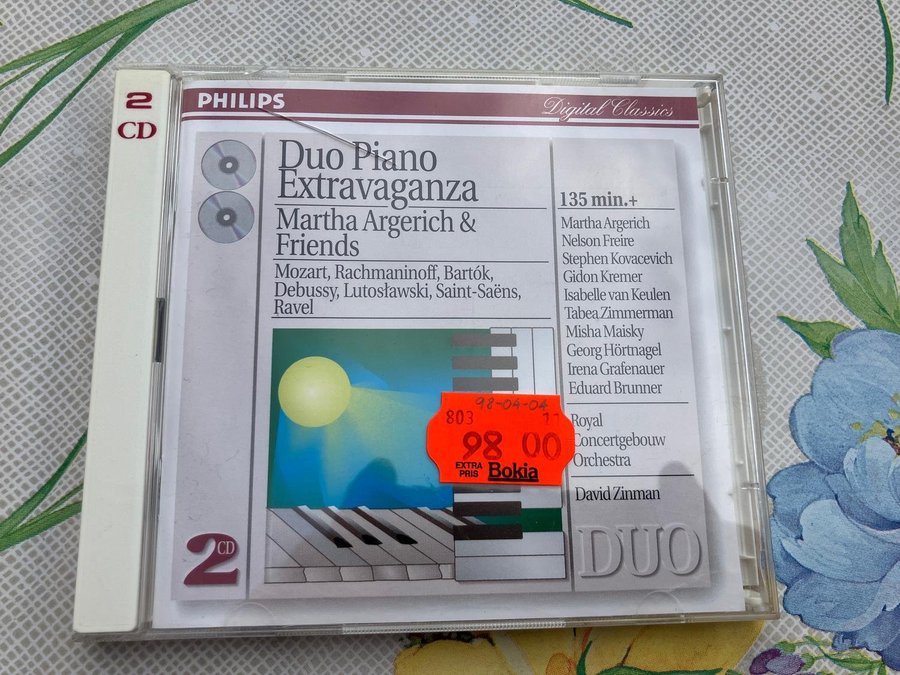 2
CD
PHILIPS
Digital Classics
Duo Piano
Extravaganza
Martha Argerich &
Friends
Mozart, Rachmaninoff, Bartók,
Debussy, Lutosławski, Saint-Saëns,
Ravel
135 min.+
Martha Argerich
Nelson Freire
Stephen Kovacevich
Gidon Kremer
Isabelle van Keulen
Tabea Zimmerman
Misha Maisky
Georg Hörtnagel
Irena Grafenauer
Eduard Brunner
Royal
Concertgebouw
Orchestra
David Zinman
98-04-04
803
98 00
EXTRA
PRIS Bokia
2CD
DUO